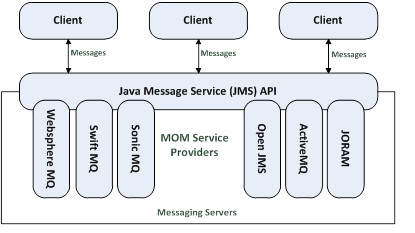 Client
Client
Client
Messages
Messages
Messages
Java Message Service (JMS) API
Websphere MQ
Swift MQ
Sonic MQ
MOM Service
Providers
Open JMS
ActiveMQ
JORAM
Messaging Servers